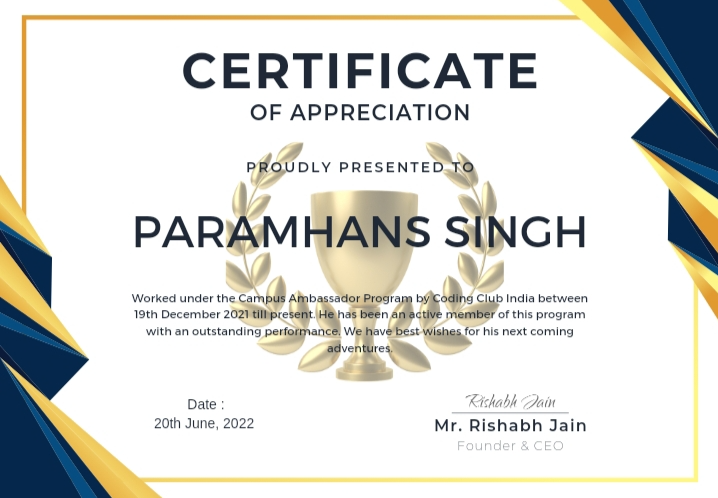 CERTIFICATE
OF APPRECIATION
PROUDLY PRESENTED TO
PARAMHANS SINGH
Worked under the Campus Ambassador Program by Coding Club India between
19th December 2021 till present. He has been an active member of this program
with an outstanding performance. We have best wishes for his next coming
adventures.
Date :
20th June, 2022
Rishabh Jain
Mr. Rishabh Jain
Founder & CEO